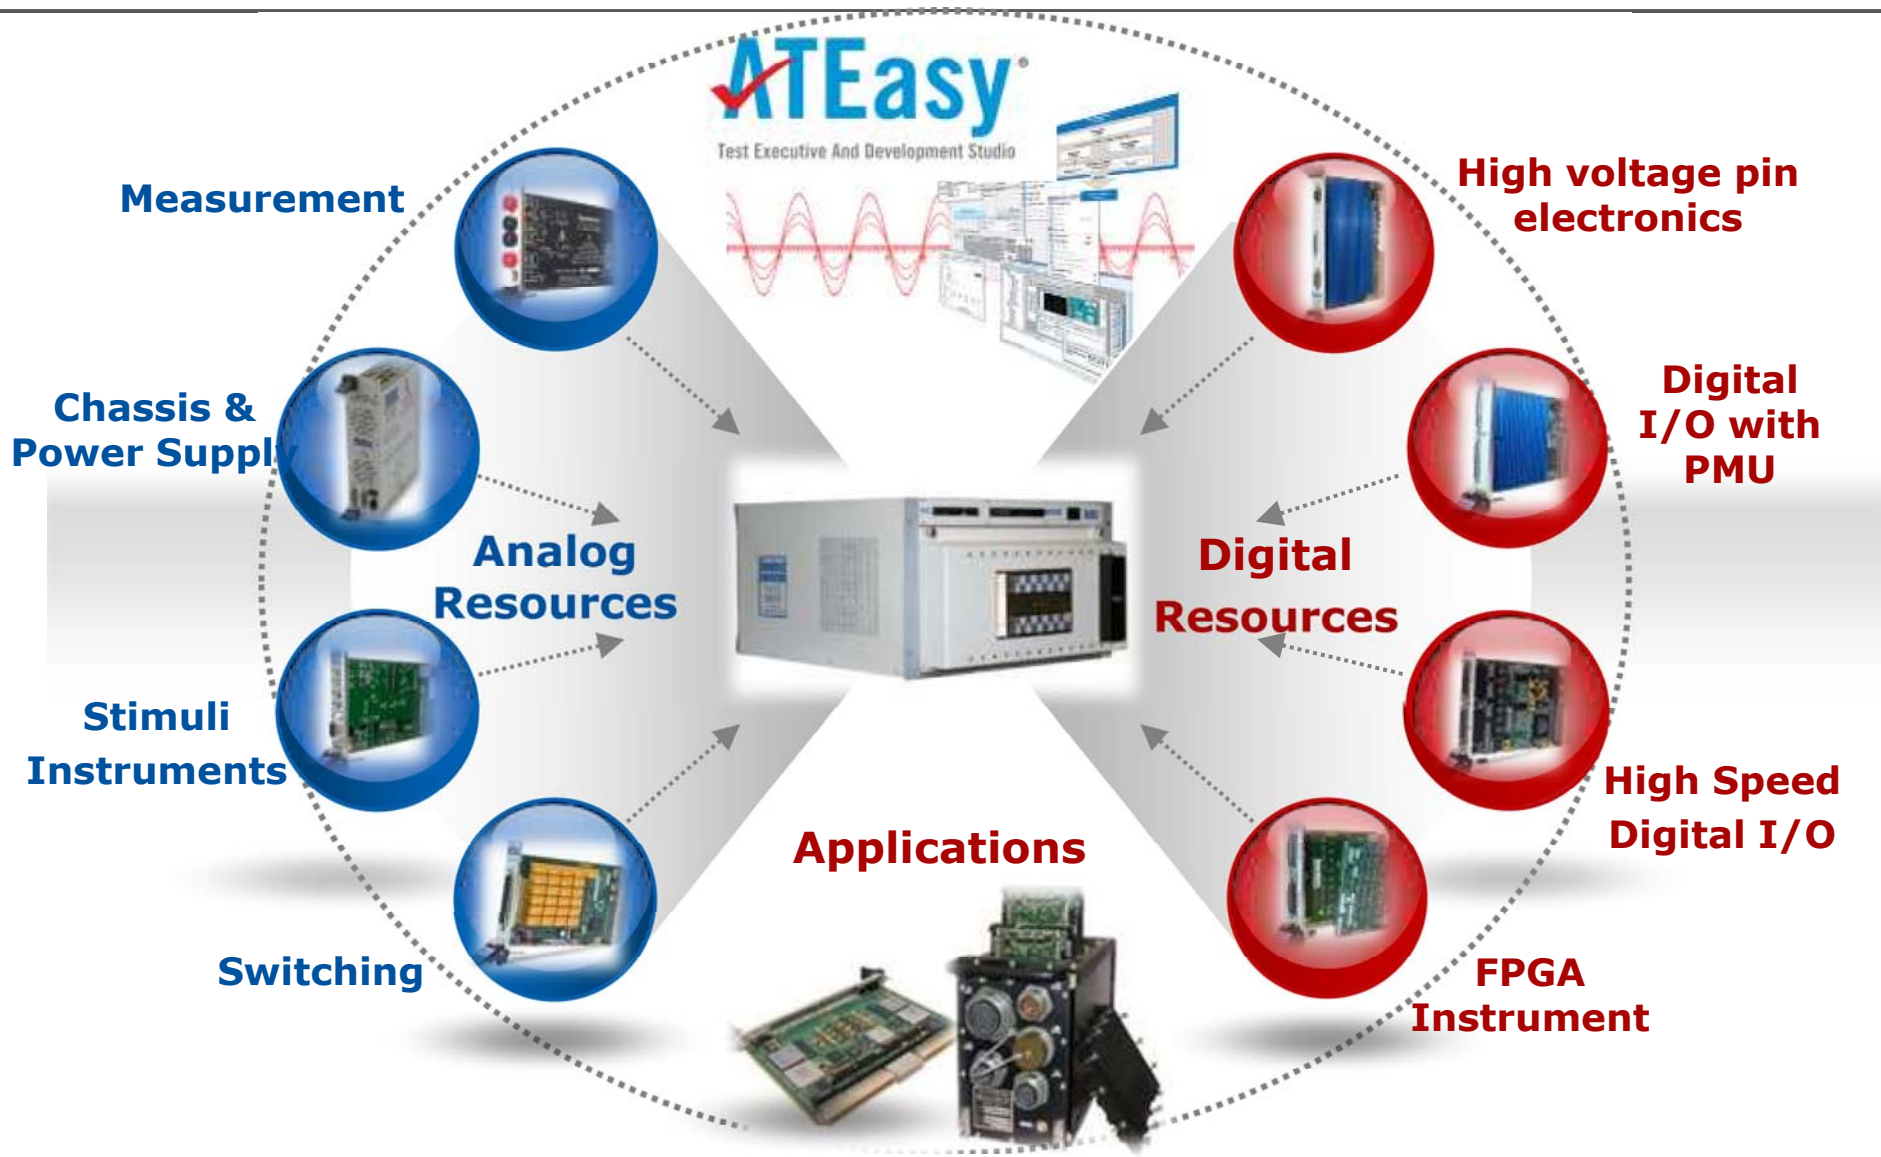 ATEasy®
Test Executive And Development Studio
Measurement
High voltage pin
electronics
Chassis &
Power Supply
Digital
I/O with
PMU
Analog
Resources
Digital
Resources
Stimuli
Instruments
High Speed
Digital I/O
Applications
Switching
FPGA
Instrument